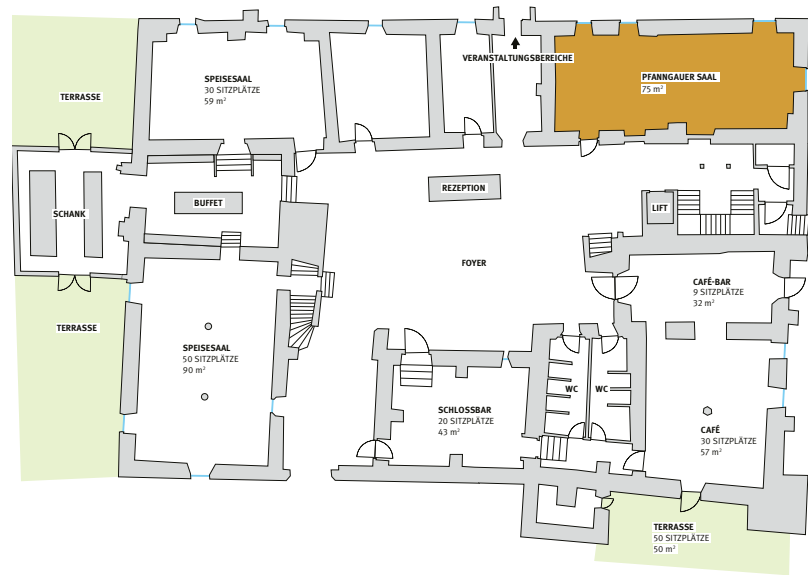 VERANSTALTUNGSBEREICHE
SPEISESAAL
30 SITZPLÄTZE
59 m²
PFANNGAUER SAAL
75 m²
TERRASSE
SCHANK
BUFFET
REZEPTION
LIFT
FOYER
CAFÉ-BAR
9 SITZPLÄTZE
32 m²
TERRASSE
SPEISESAAL
50 SITZPLÄTZE
90 m²
SCHLOSSBAR
20 SITZPLÄTZE
43 m²
WC
WC
CAFÉ
30 SITZPLÄTZE
57 m²
TERRASSE
50 SITZPLÄTZE
50 m²